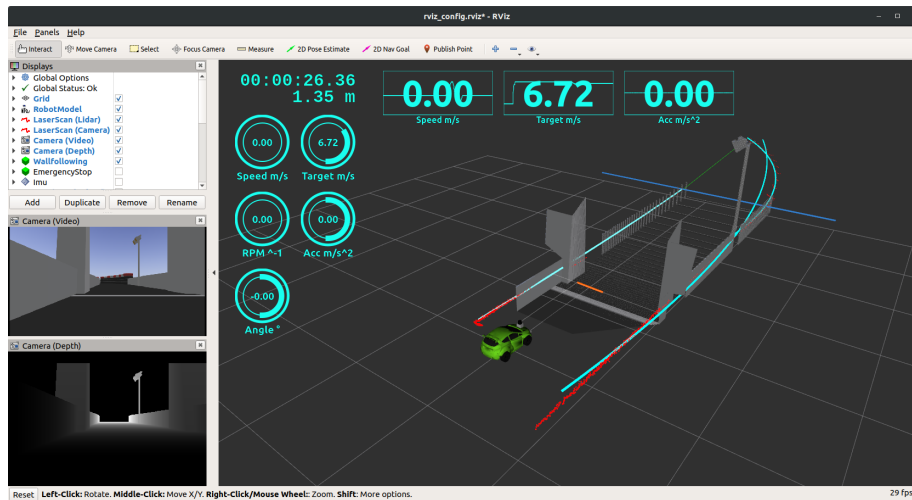 rviz_config.rviz* - RViz
File Panels Help
Interact Move Camera Select Focus Camera Measure 2D Pose Estimate 2D Nav Goal Publish Point
Displays
Global Options
Global Status: Ok
Grid
RobotModel
LaserScan (Lidar)
LaserScan (Camera)
Camera (Video)
Camera (Depth)
Wallfollowing
EmergencyStop
Imu
Add Duplicate Remove Rename
Camera (Video)
Camera (Depth)
00:00:26.36
1.35 m
0.00
Speed m/s
6.72
Target m/s
0.00
Acc m/s^2
0.00
Speed m/s
6.72
Target m/s
0.00
RPM ^-1
0.00
Acc m/s^2
-0.00
Angle °
Reset Left-Click: Rotate. Middle-Click: Move X/Y. Right-Click/Mouse Wheel:: Zoom. Shift: More options. 29 fps